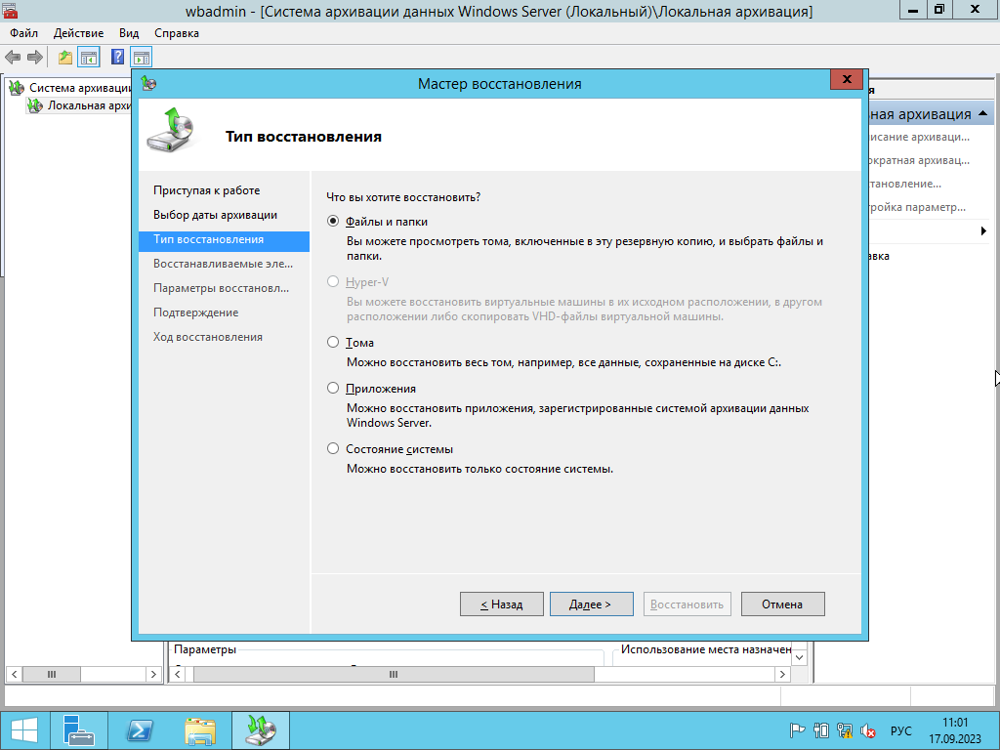 wbadmin - [Система архивации данных Windows Server (Локальный)\Локальная архивация]
Файл Действие Вид Справка
Система архивации
Локальная архи
ная архивация
исание архиваци...
ократная архивац...
тановление...
ройка параметр...
авка
Мастер восстановления
Тип восстановления
Приступая к работе
Выбор даты архивации
Тип восстановления
Восстанавливаемые эле...
Параметры восстановл...
Подтверждение
Ход восстановления
Что вы хотите восстановить?
Файлы и папки
Вы можете просмотреть тома, включенные в эту резервную копию, и выбрать файлы и
папки.
Hyper-V
Вы можете восстановить виртуальные машины в их исходном расположении, в другом
расположении либо скопировать VHD-файлы виртуальной машины.
Тома
Можно восстановить весь том, например, все данные, сохраненные на диске C:.
Приложения
Можно восстановить приложения, зарегистрированные системой архивации данных
Windows Server.
Состояние системы
Можно восстановить только состояние системы.
< Назад Далее > Восстановить Отмена
Параметры
Использование места назначен
РУС
11:01
17.09.2023